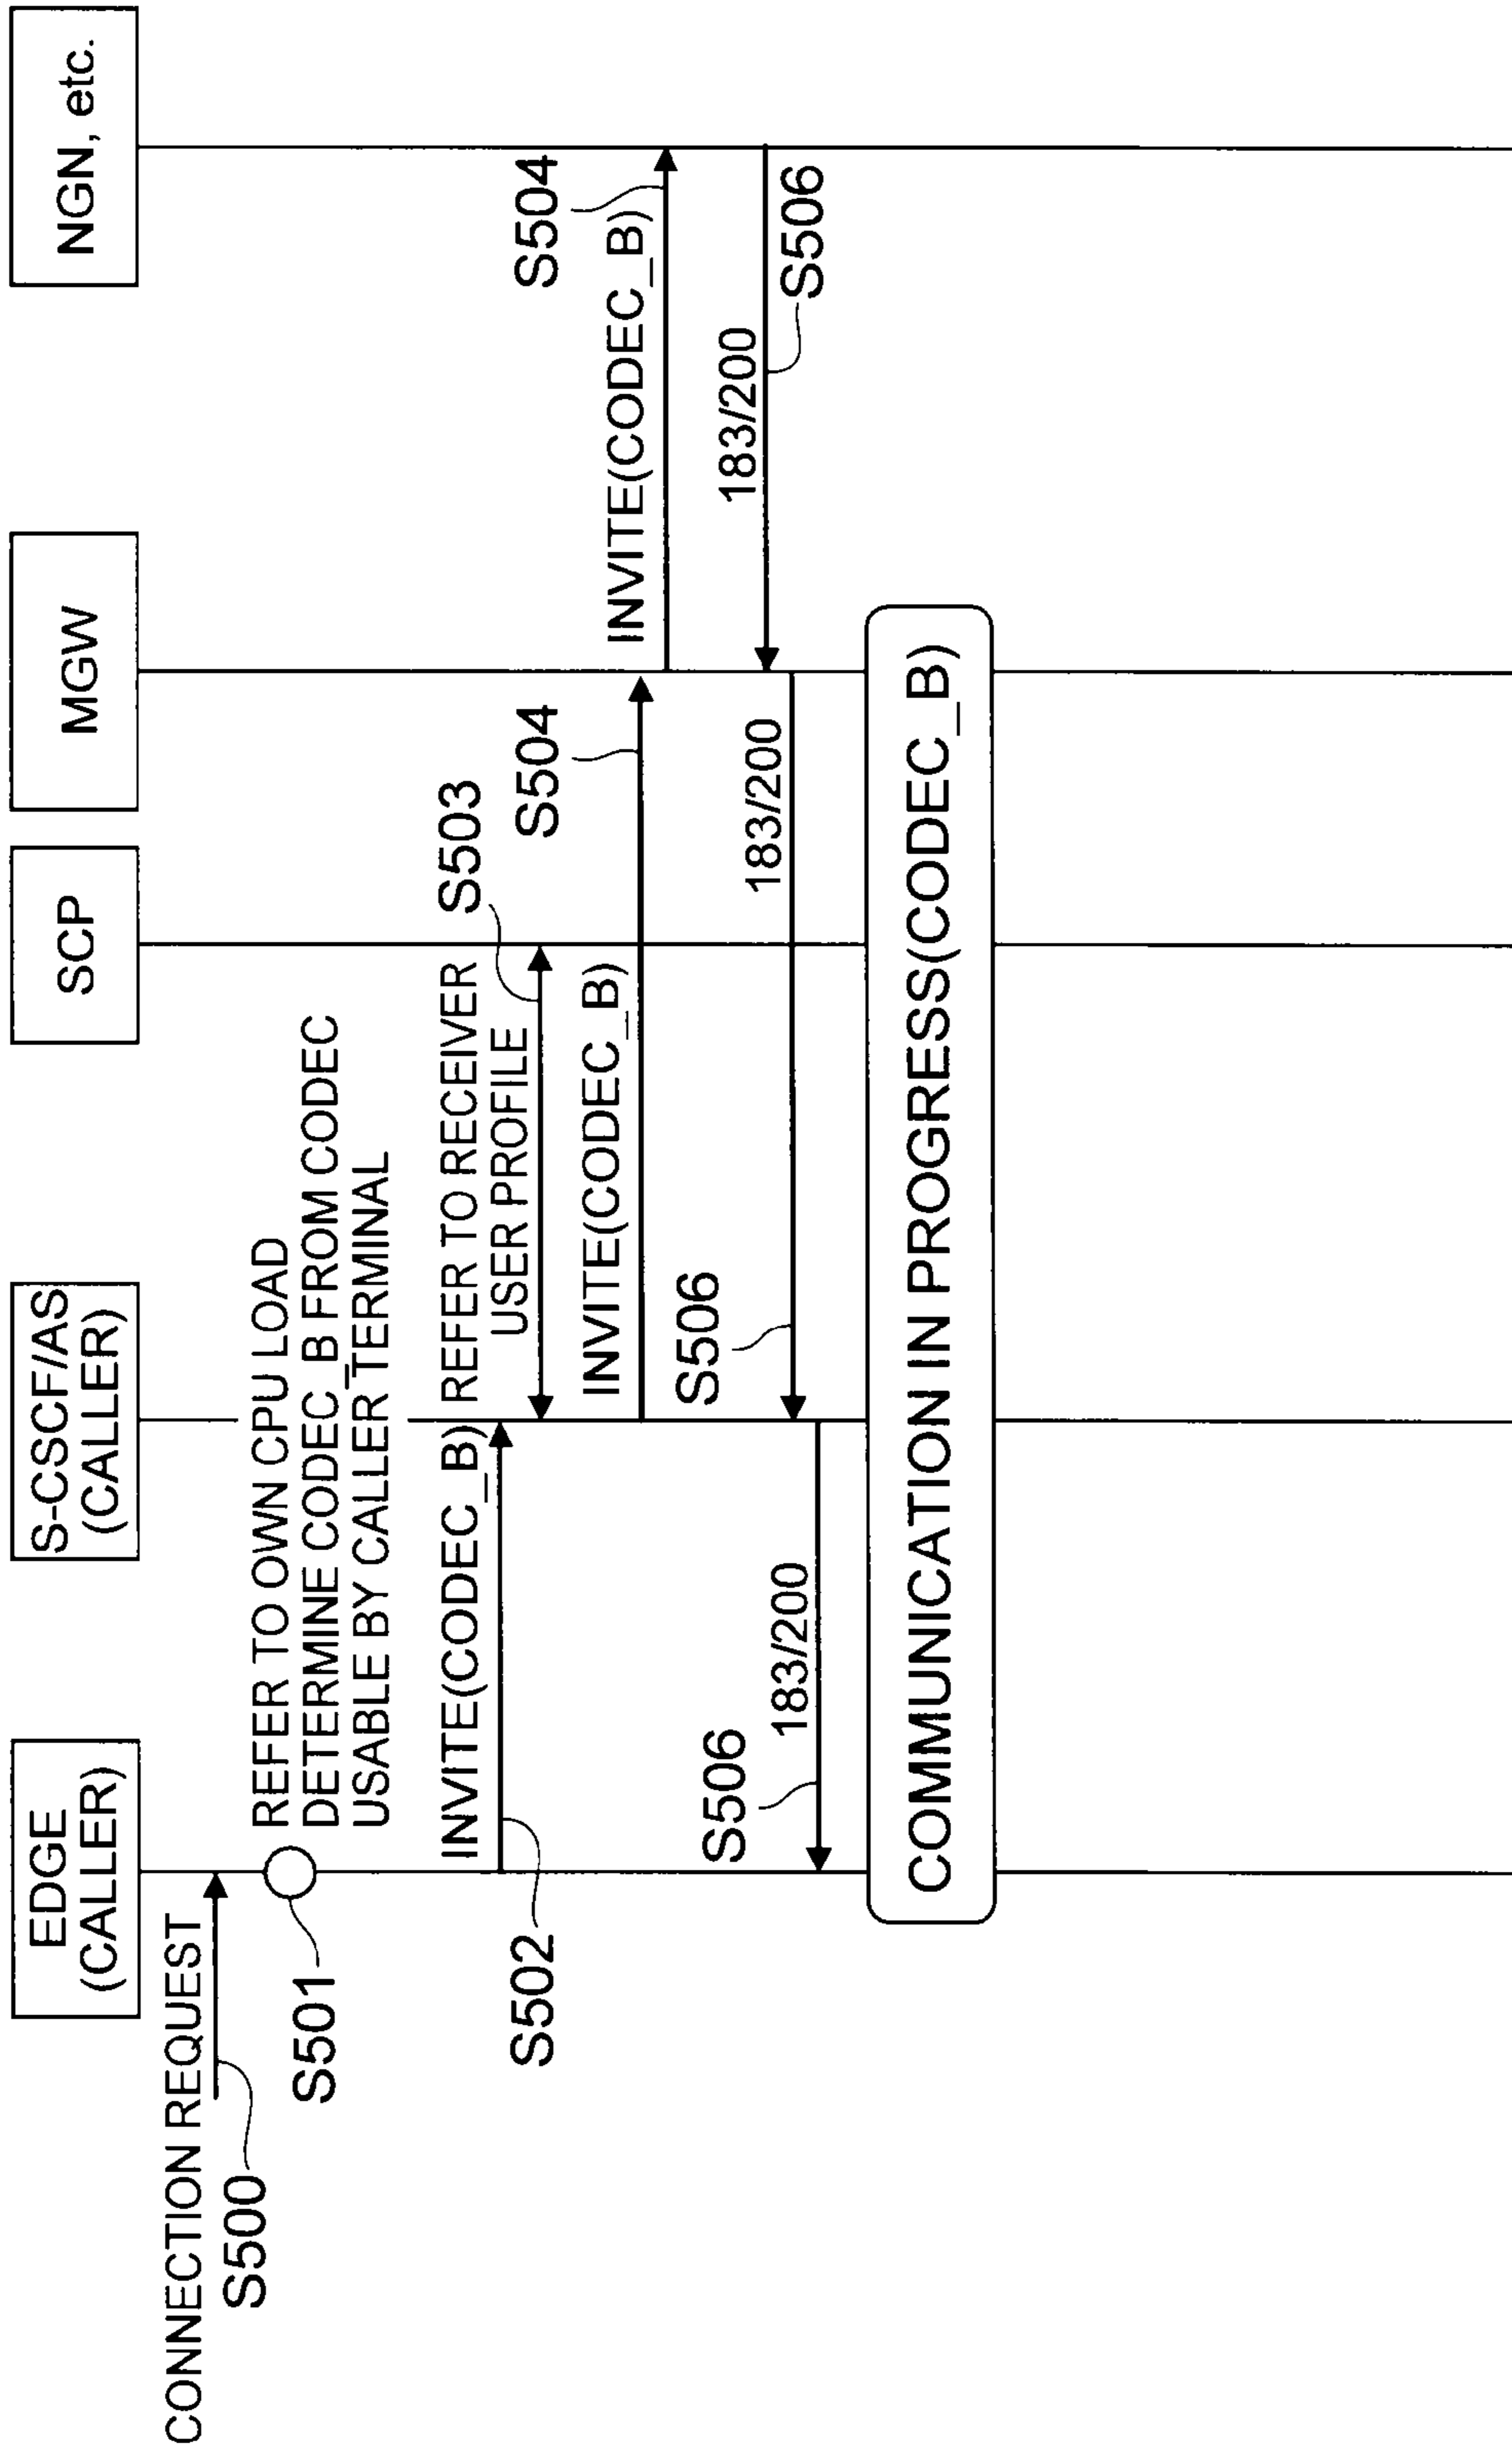 EDGE
(CALLER)
S-CSCF/AS
(CALLER)
SCP
MGW
NGN, etc.
CONNECTION REQUEST
S500
REFER TO OWN CPU LOAD
DETERMINE CODEC_B FROM CODEC
USABLE BY CALLER TERMINAL
S501
INVITE(CODEC_B)
S502
REFER TO RECEIVER
USER PROFILE
S503
INVITE(CODEC_B)
S504
INVITE(CODEC_B)
S504
183/200
S506
183/200
S506
183/200
S506
COMMUNICATION IN PROGRESS(CODEC_B)